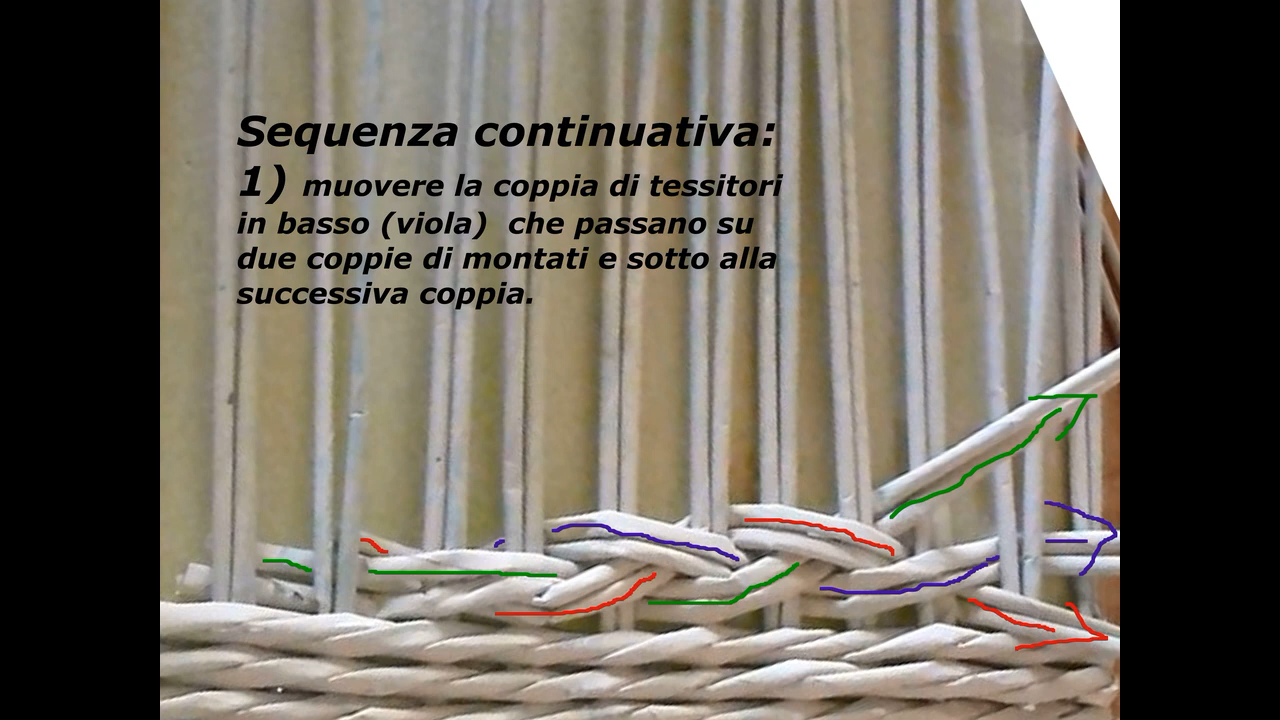 Sequenza continuativa:
1) muovere la coppia di tessitori
in basso (viola) che passano su
due coppie di montati e sotto alla
successiva coppia.